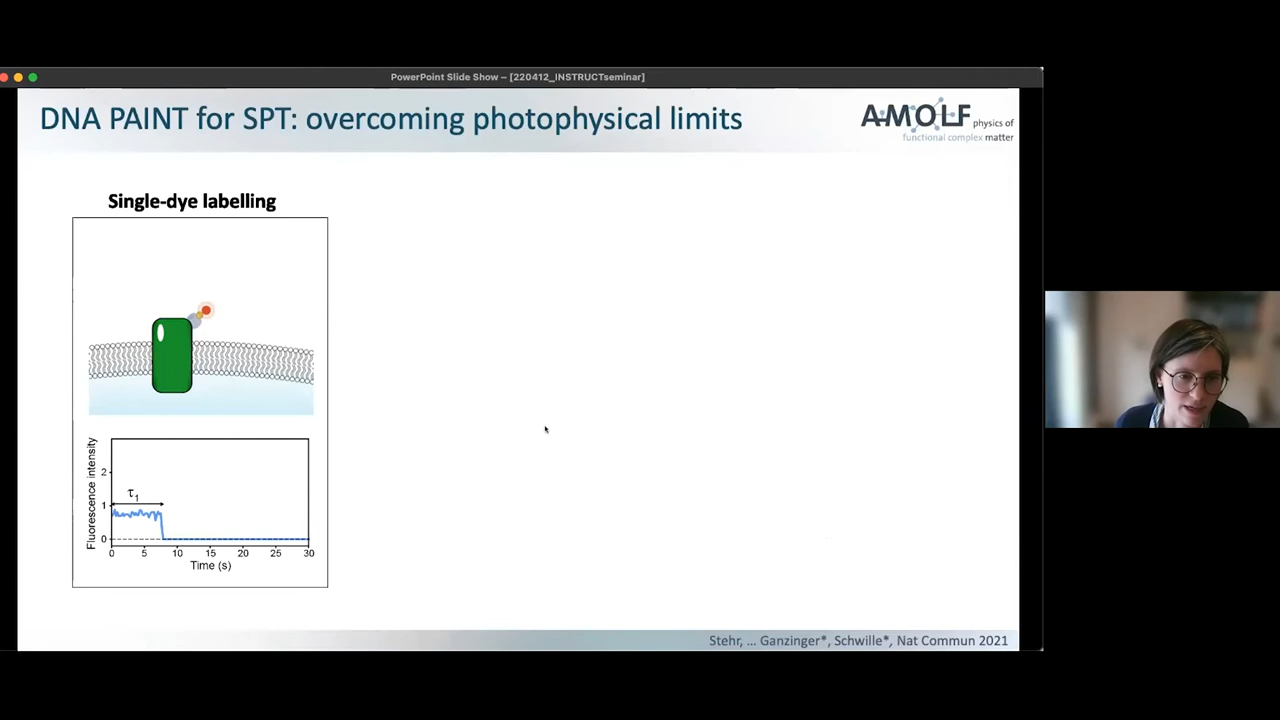 PowerPoint Slide Show – [220412_INSTRUCTseminar]
DNA PAINT for SPT: overcoming photophysical limits
AMOLF physics of
functional complex matter
Single-dye labelling
Fluorescence intensity
2
1
0
τ1
0 5 10 15 20 25 30
Time (s)
Stehr, ... Ganzinger*, Schwille*, Nat Commun 2021